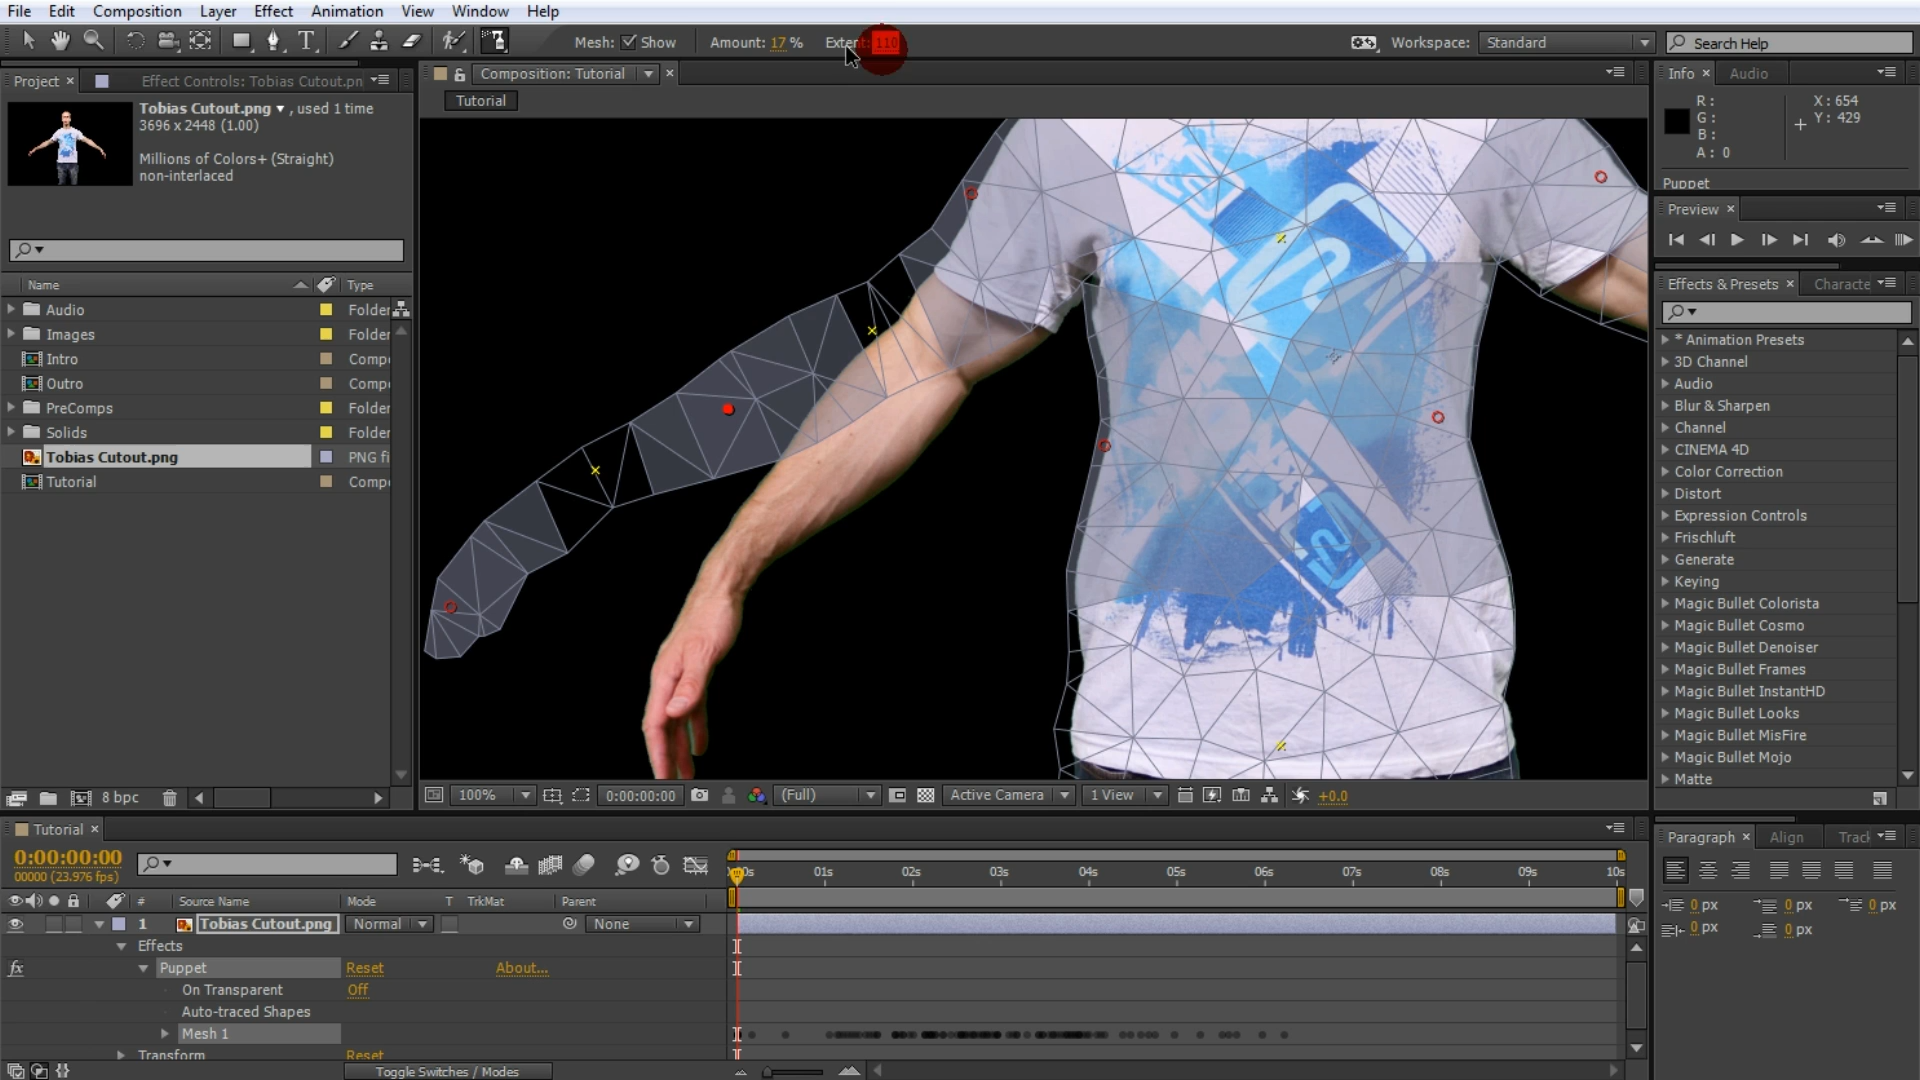 File Edit Composition Layer Effect Animation View Window Help
Mesh: Show Amount: 17 % Extent: 110 Workspace: Standard Search Help
Project × Effect Controls: Tobias Cutout.pn
Composition: Tutorial ×
Tutorial
Tobias Cutout.png ▼ , used 1 time
3696 x 2448 (1.00)
Millions of Colors+ (Straight)
non-interlaced
Name Type
Audio Folder
Images Folder
Intro Compo
Outro Compo
PreComps Folder
Solids Folder
Tobias Cutout.png PNG fi
Tutorial Compo
8 bpc
100% 0:00:00:00 (Full) Active Camera 1 View +0.0
Info × Audio
R : X : 654
G : Y : 429
B :
A : 0
Puppet
Preview ×
Effects & Presets × Characte
* Animation Presets
3D Channel
Audio
Blur & Sharpen
Channel
CINEMA 4D
Color Correction
Distort
Expression Controls
Frischluft
Generate
Keying
Magic Bullet Colorista
Magic Bullet Cosmo
Magic Bullet Denoiser
Magic Bullet Frames
Magic Bullet InstantHD
Magic Bullet Looks
Magic Bullet MisFire
Magic Bullet Mojo
Matte
Tutorial ×
0:00:00:00
00000 (23.976 fps)
01s 02s 03s 04s 05s 06s 07s 08s 09s 10s
# Source Name Mode T TrkMat Parent
1 Tobias Cutout.png Normal None
Effects
fx Puppet Reset About...
On Transparent Off
Auto-traced Shapes
Mesh 1
Transform Reset
Toggle Switches / Modes
Paragraph × Align Track
0 px 0 px 0 px
0 px 0 px